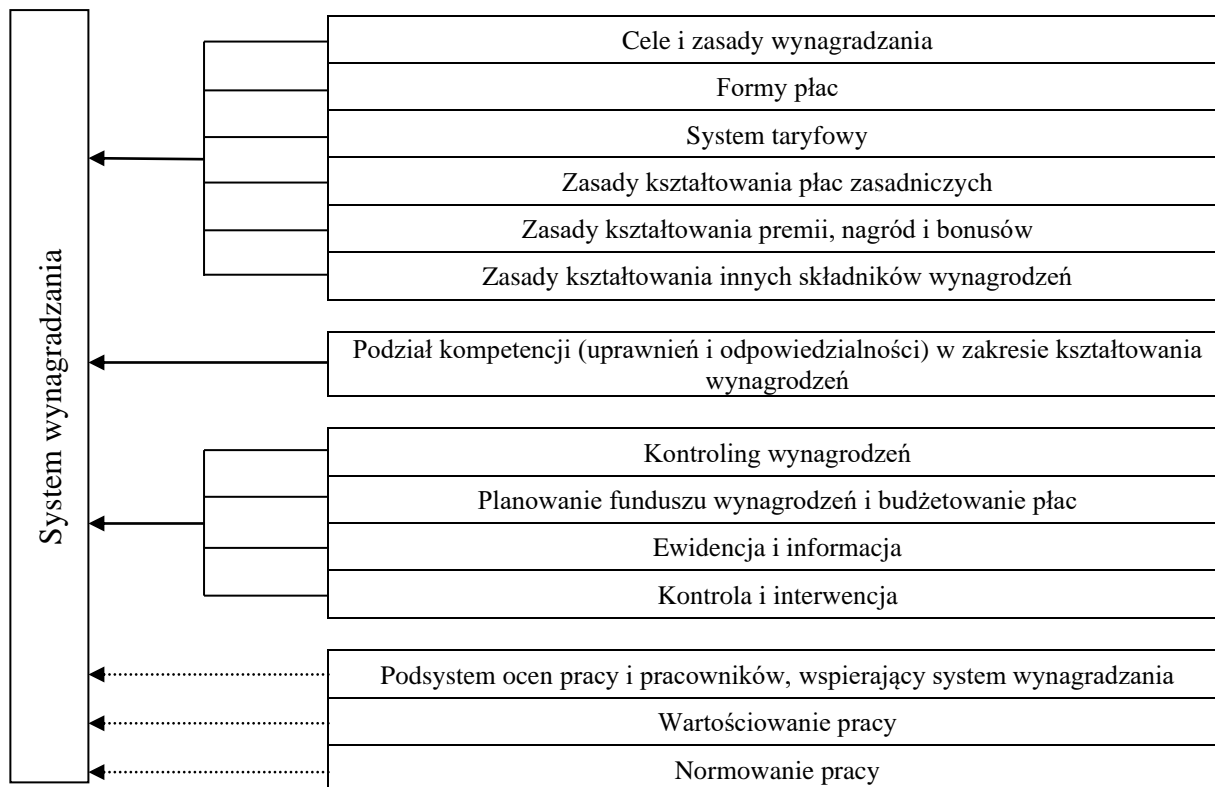 System wynagradzania
Cele i zasady wynagradzania
Formy płac
System taryfowy
Zasady kształtowania płac zasadniczych
Zasady kształtowania premii, nagród i bonusów
Zasady kształtowania innych składników wynagrodzeń
Podział kompetencji (uprawnień i odpowiedzialności) w zakresie kształtowania
wynagrodzeń
Kontroling wynagrodzeń
Planowanie funduszu wynagrodzeń i budżetowanie płac
Ewidencja i informacja
Kontrola i interwencja
Podsystem ocen pracy i pracowników, wspierający system wynagradzania
Wartościowanie pracy
Normowanie pracy